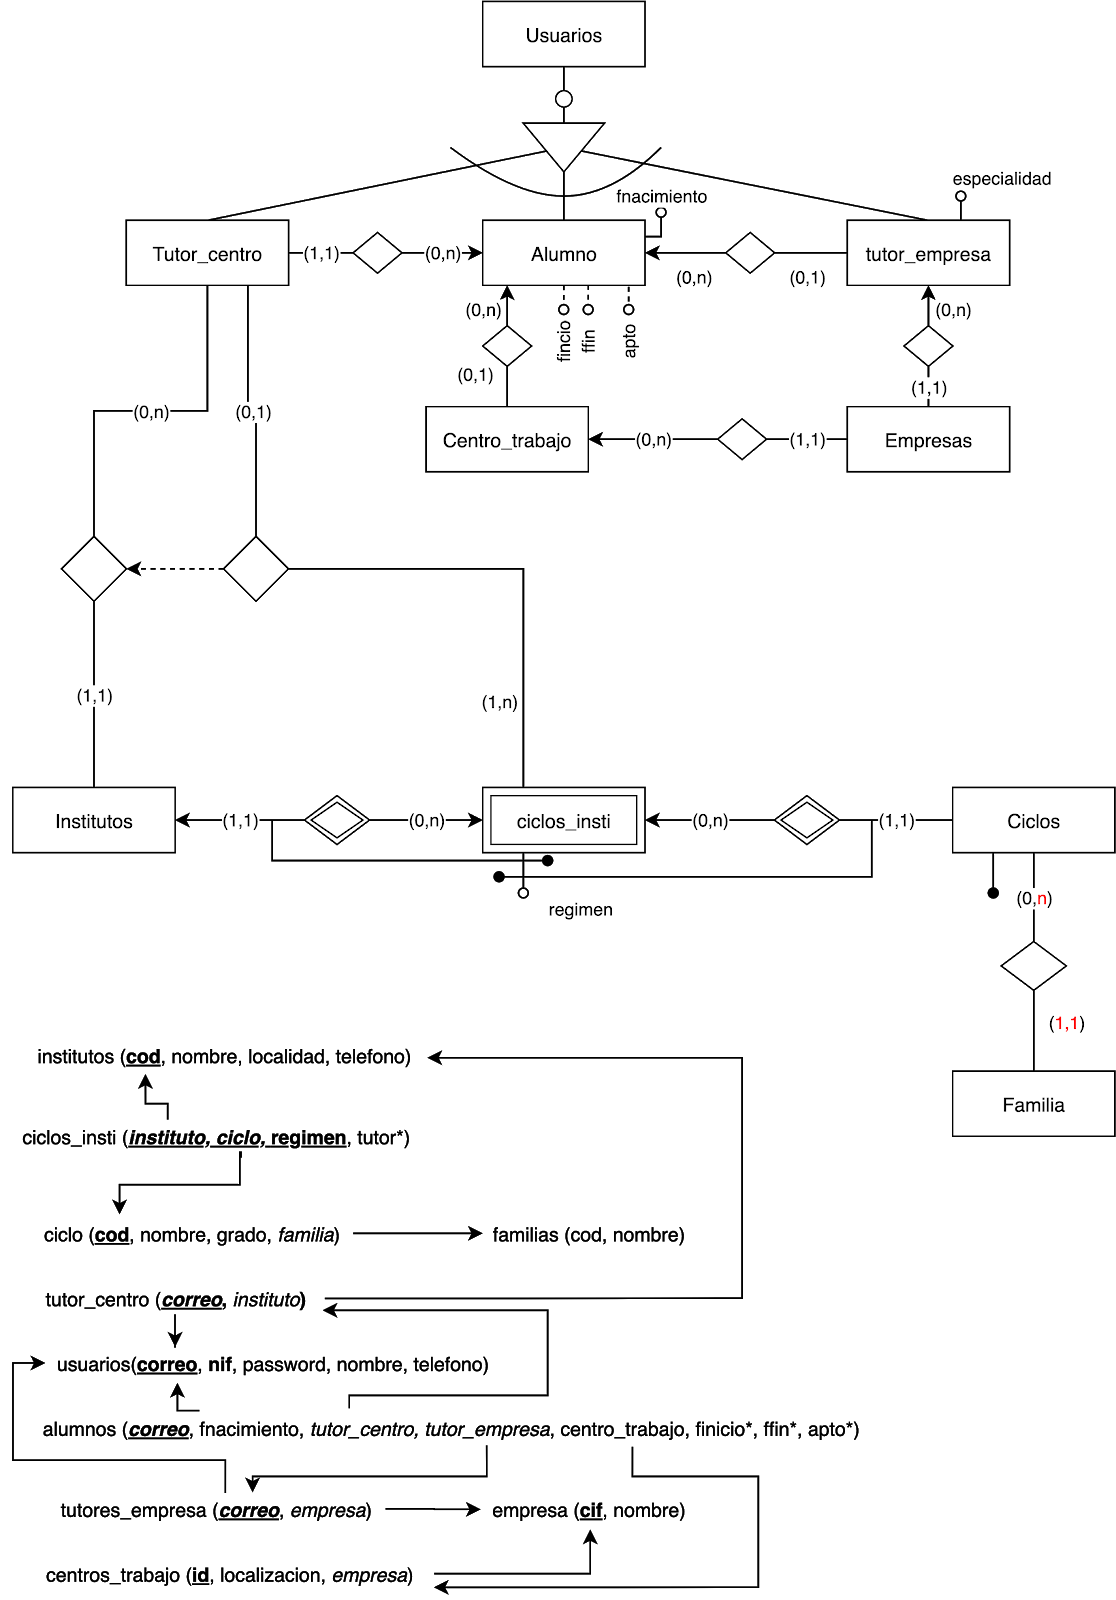 Usuarios
especialidad
fnacimiento
Tutor_centro
(1,1)
(0,n)
Alumno
(0,n)
(0,1)
tutor_empresa
(0,n)
fincio
ffin
apto
(0,n)
(0,1)
(1,1)
(0,n)
(0,1)
Centro_trabajo
(0,n)
(1,1)
Empresas
(1,1)
(1,n)
Institutos
(1,1)
(0,n)
ciclos_insti
(0,n)
(1,1)
Ciclos
regimen
(0,n)
(1,1)
Familia
institutos (cod, nombre, localidad, telefono)
ciclos_insti (instituto, ciclo, regimen, tutor*)
ciclo (cod, nombre, grado, familia)
familias (cod, nombre)
tutor_centro (correo, instituto)
usuarios(correo, nif, password, nombre, telefono)
alumnos (correo, fnacimiento, tutor_centro, tutor_empresa, centro_trabajo, finicio*, ffin*, apto*)
tutores_empresa (correo, empresa)
empresa (cif, nombre)
centros_trabajo (id, localizacion, empresa)